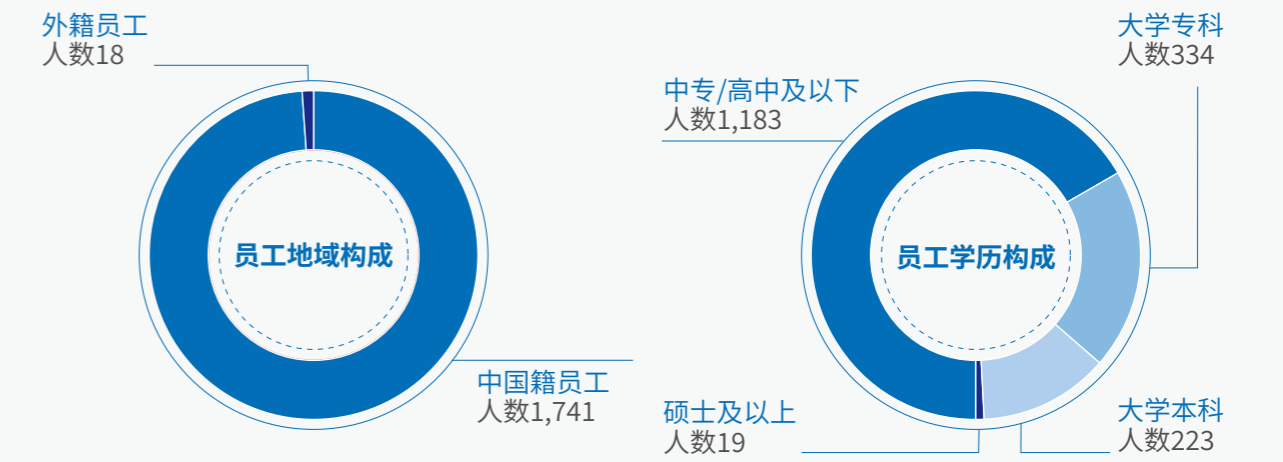 外籍员工
人数18
员工地域构成
中国籍员工
人数1,741
大学专科
人数334
中专/高中及以下
人数1,183
员工学历构成
硕士及以上
人数19
大学本科
人数223